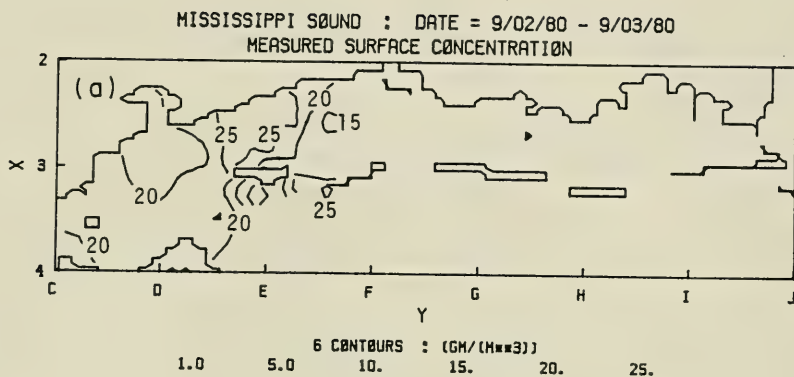 MISSISSIPPI SØUND : DATE = 9/02/80 - 9/03/80
MEASURED SURFACE CØNCENTRATIØN
2
(a)
20
25
25
15
3
X
20
25
20
20
4
C D E F G H I J
Y
6 CØNTØURS : (GM/(M**3))
1.0 5.0 10. 15. 20. 25.